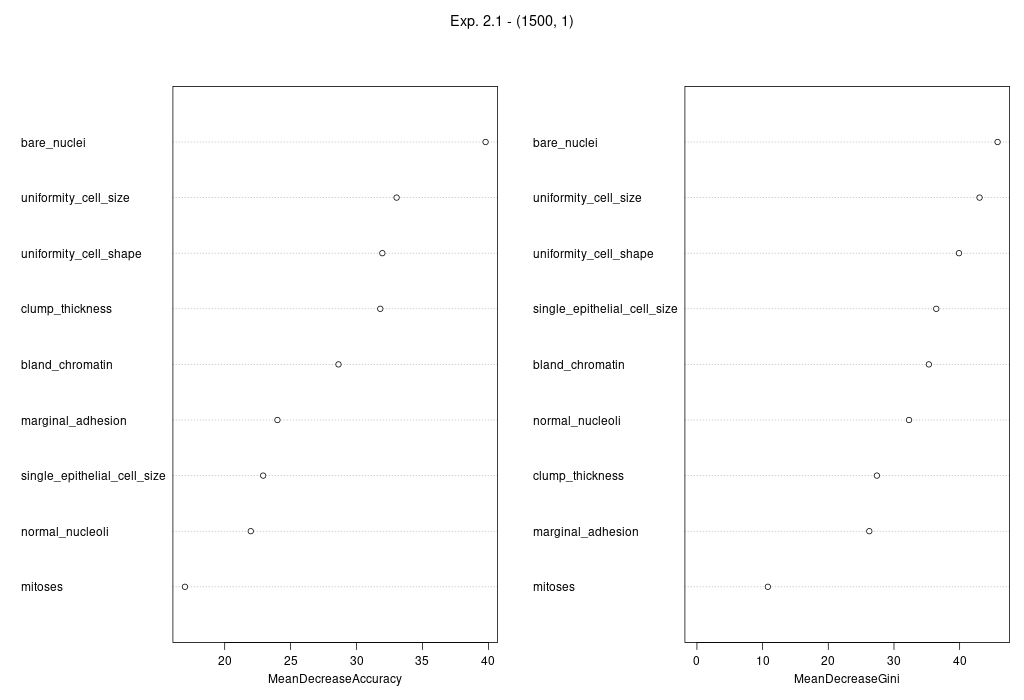 Exp. 2.1 - (1500, 1)
bare_nuclei
uniformity_cell_size
uniformity_cell_shape
clump_thickness
bland_chromatin
marginal_adhesion
single_epithelial_cell_size
normal_nucleoli
mitoses
20 25 30 35 40
MeanDecreaseAccuracy
bare_nuclei
uniformity_cell_size
uniformity_cell_shape
single_epithelial_cell_size
bland_chromatin
normal_nucleoli
clump_thickness
marginal_adhesion
mitoses
0 10 20 30 40
MeanDecreaseGini